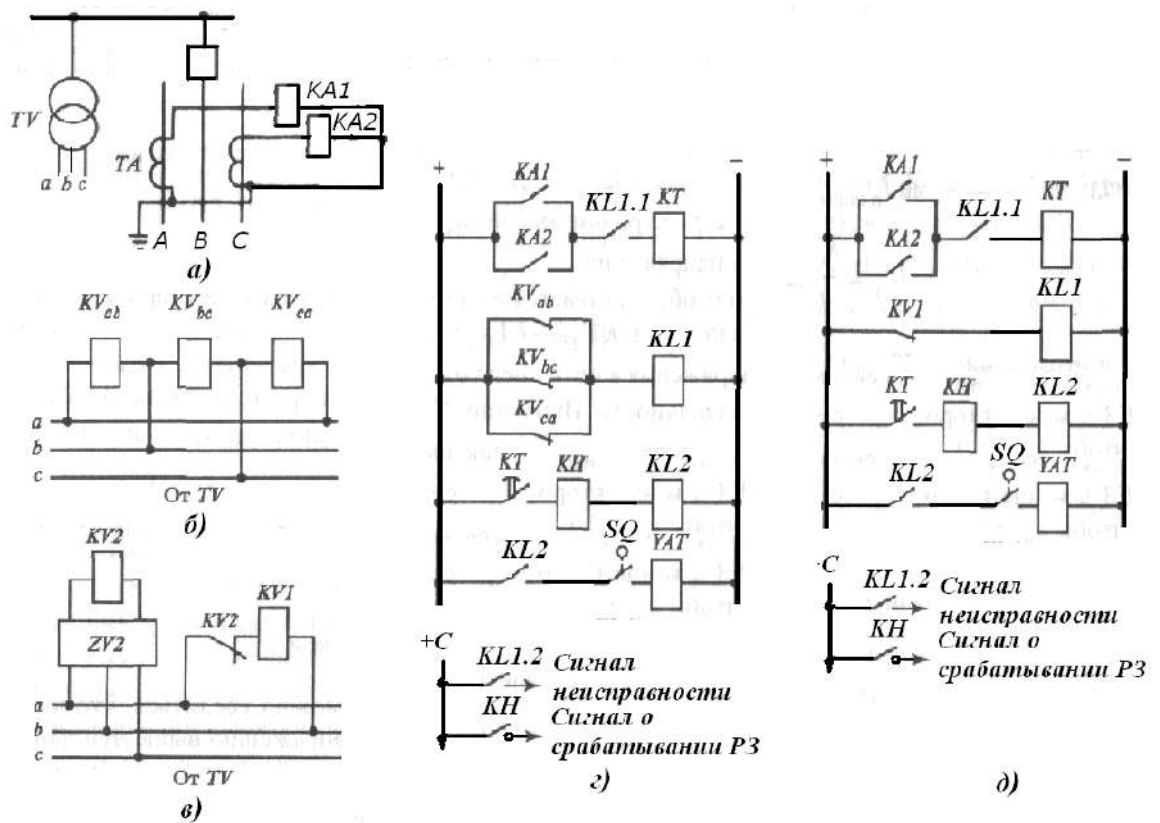 KA1
KA2
TV
TA
a b c
A B C
а)
KVab KVbc KVca
a
b
c
От TV
б)
KV2
ZV2
KV2
KV1
a
b
c
От TV
в)
+ −
KA1
KL1.1
KT
KA2
KVab
KVbc
KVca
KL1
KT
KH
KL2
KL2
SQ
YAT
+C
KL1.2 Сигнал
неисправности
KH Сигнал о
срабатывании РЗ
г)
+ −
KA1
KL1.1
KT
KA2
KV1
KL1
KT
KH
KL2
KL2
SQ
YAT
C
KL1.2 Сигнал
неисправности
KH Сигнал о
срабатывании РЗ
д)